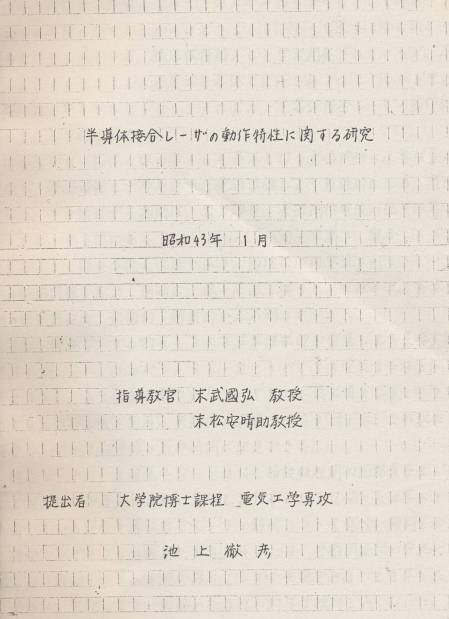 半導体接合レーザの動作特性に関する研究
昭和43年 1月
指導教官 末武國弘 教授
末松安晴助教授
提出者 大学院博士課程 電気工学専攻
池上徹彦